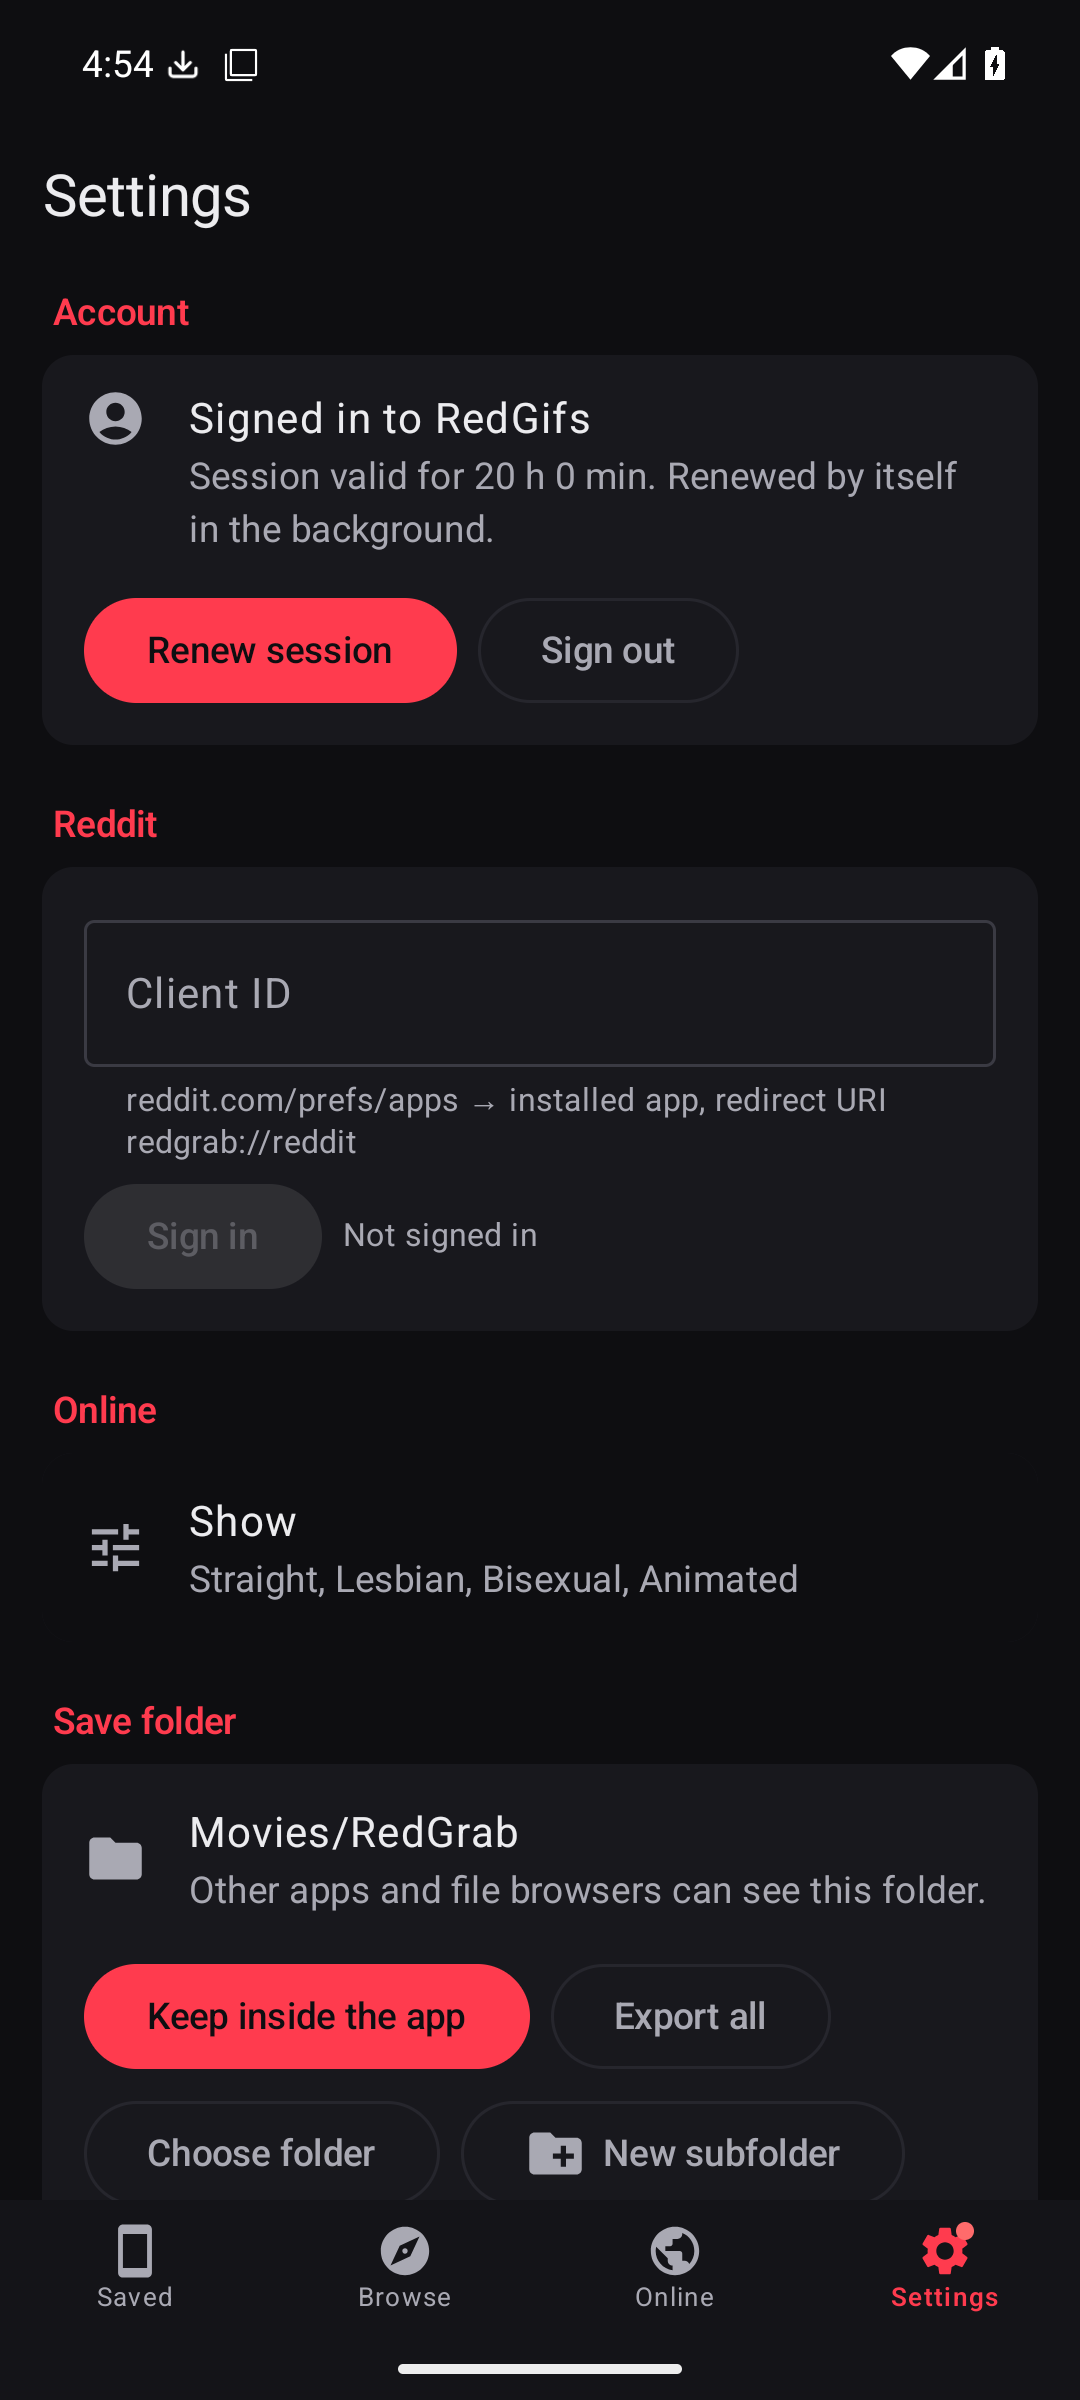 4:54
Settings
Account
Signed in to RedGifs
Session valid for 20 h 0 min. Renewed by itself
in the background.
Renew session
Sign out
Reddit
Client ID
reddit.com/prefs/apps → installed app, redirect URI
redgrab://reddit
Sign in
Not signed in
Online
Show
Straight, Lesbian, Bisexual, Animated
Save folder
Movies/RedGrab
Other apps and file browsers can see this folder.
Keep inside the app
Export all
Choose folder
New subfolder
Saved
Browse
Online
Settings